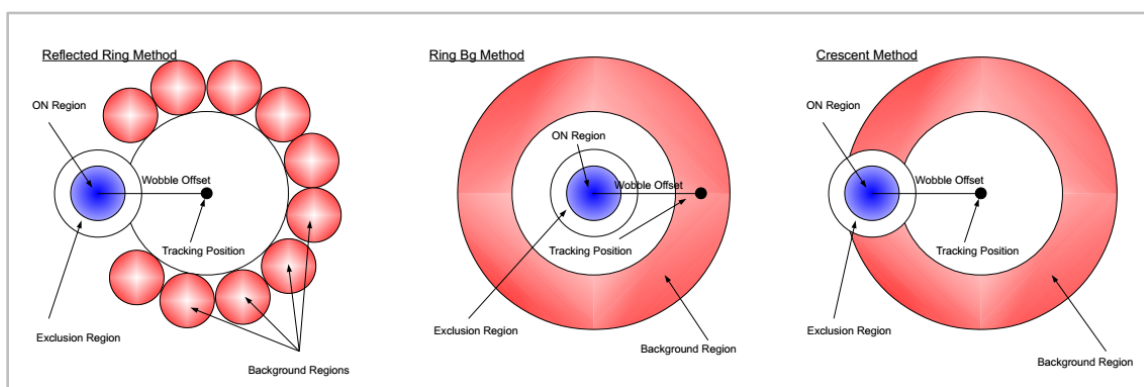 Reflected Ring Method
ON Region
Wobble Offset
Tracking Position
Exclusion Region
Background Regions
Ring Bg Method
ON Region
Wobble Offset
Tracking Position
Exclusion Region
Background Region
Crescent Method
ON Region
Wobble Offset
Tracking Position
Exclusion Region
Background Region